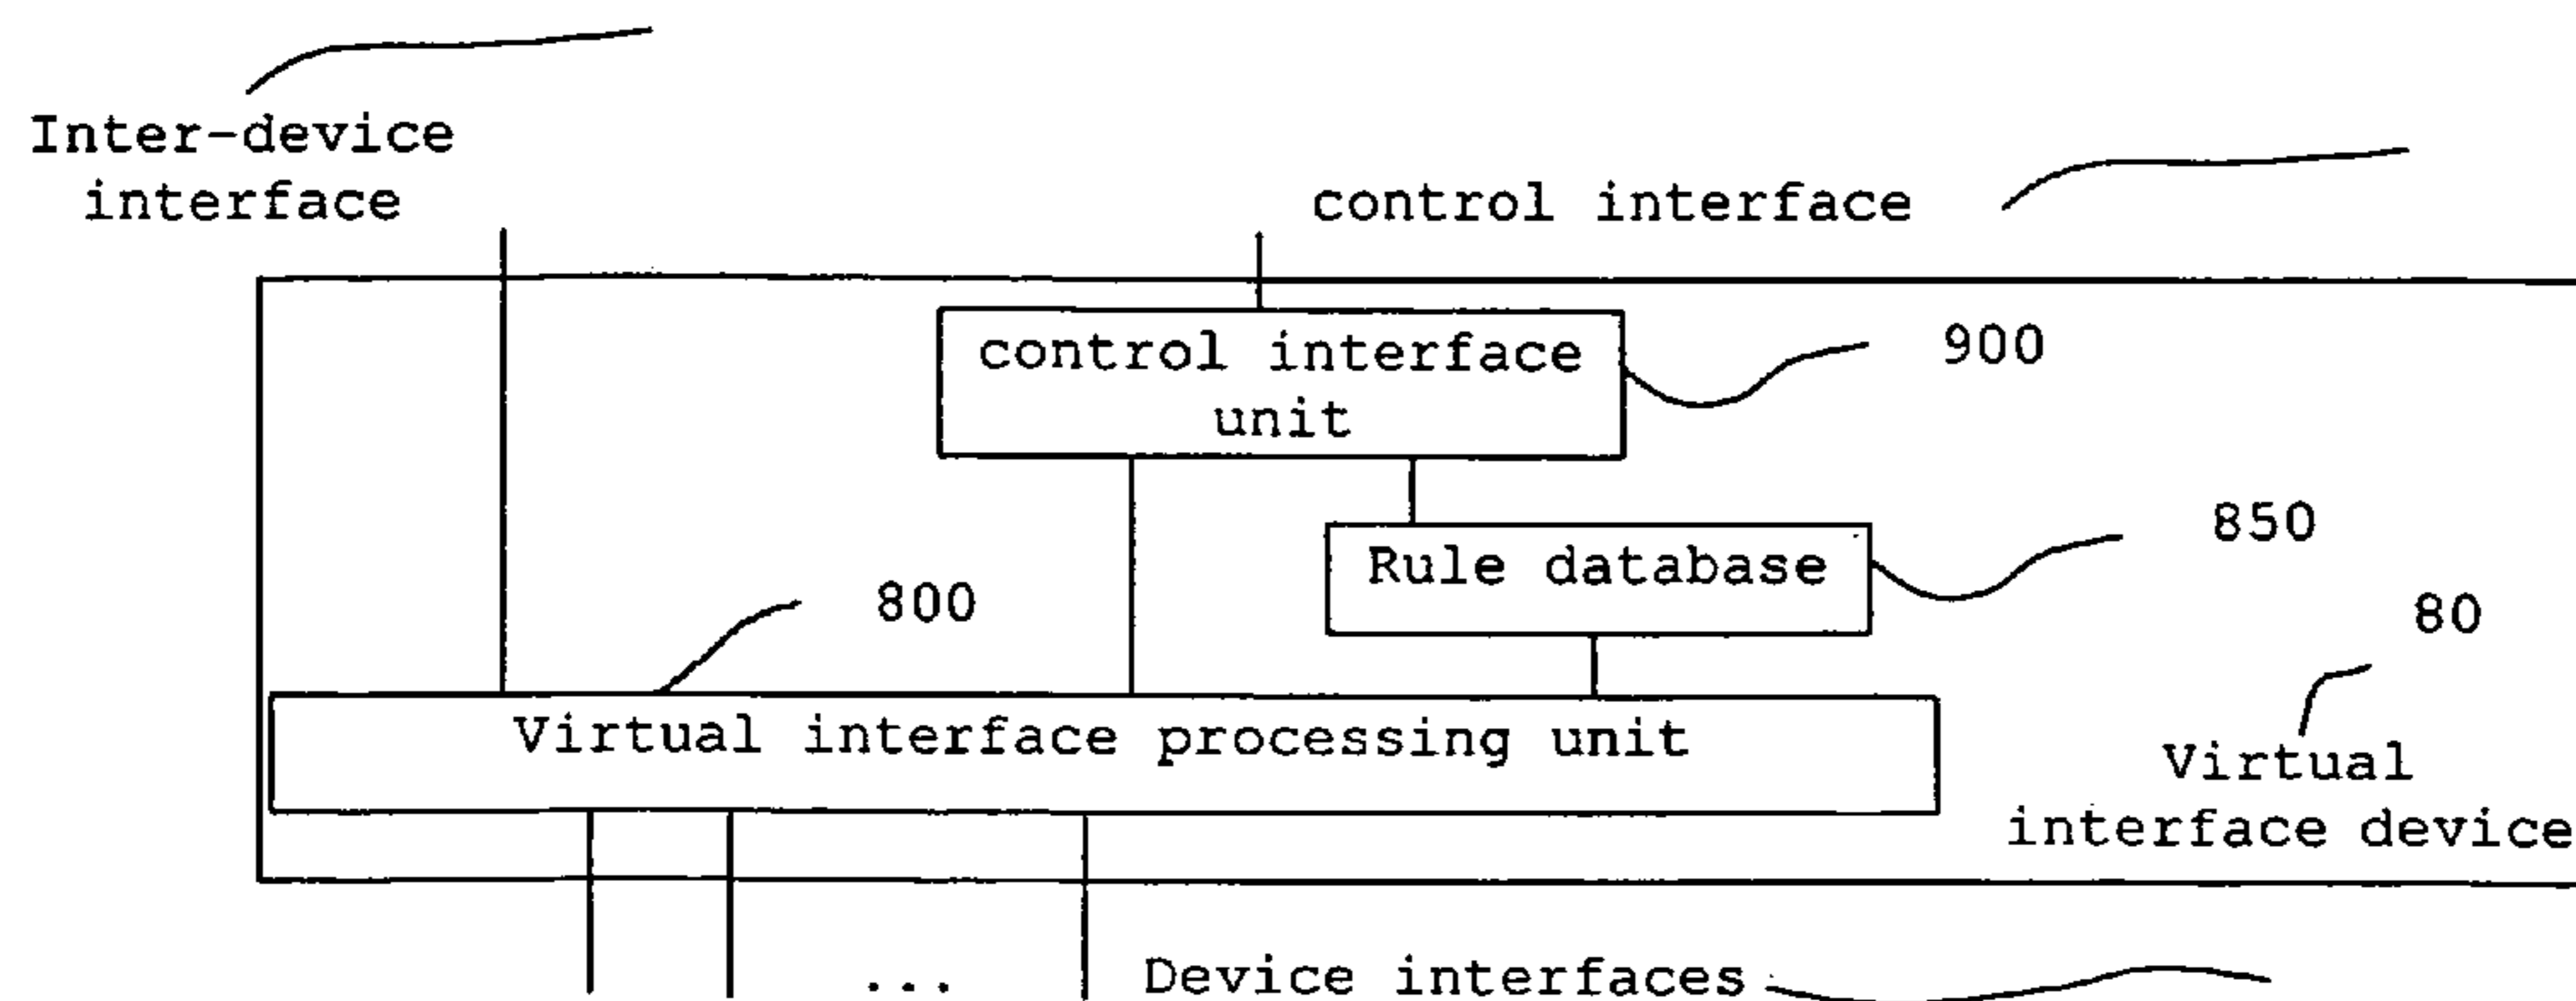 Inter-device
interface
control interface
control interface
unit
900
Rule database
850
800
80
Virtual interface processing unit
Virtual
interface device
...
Device interfaces